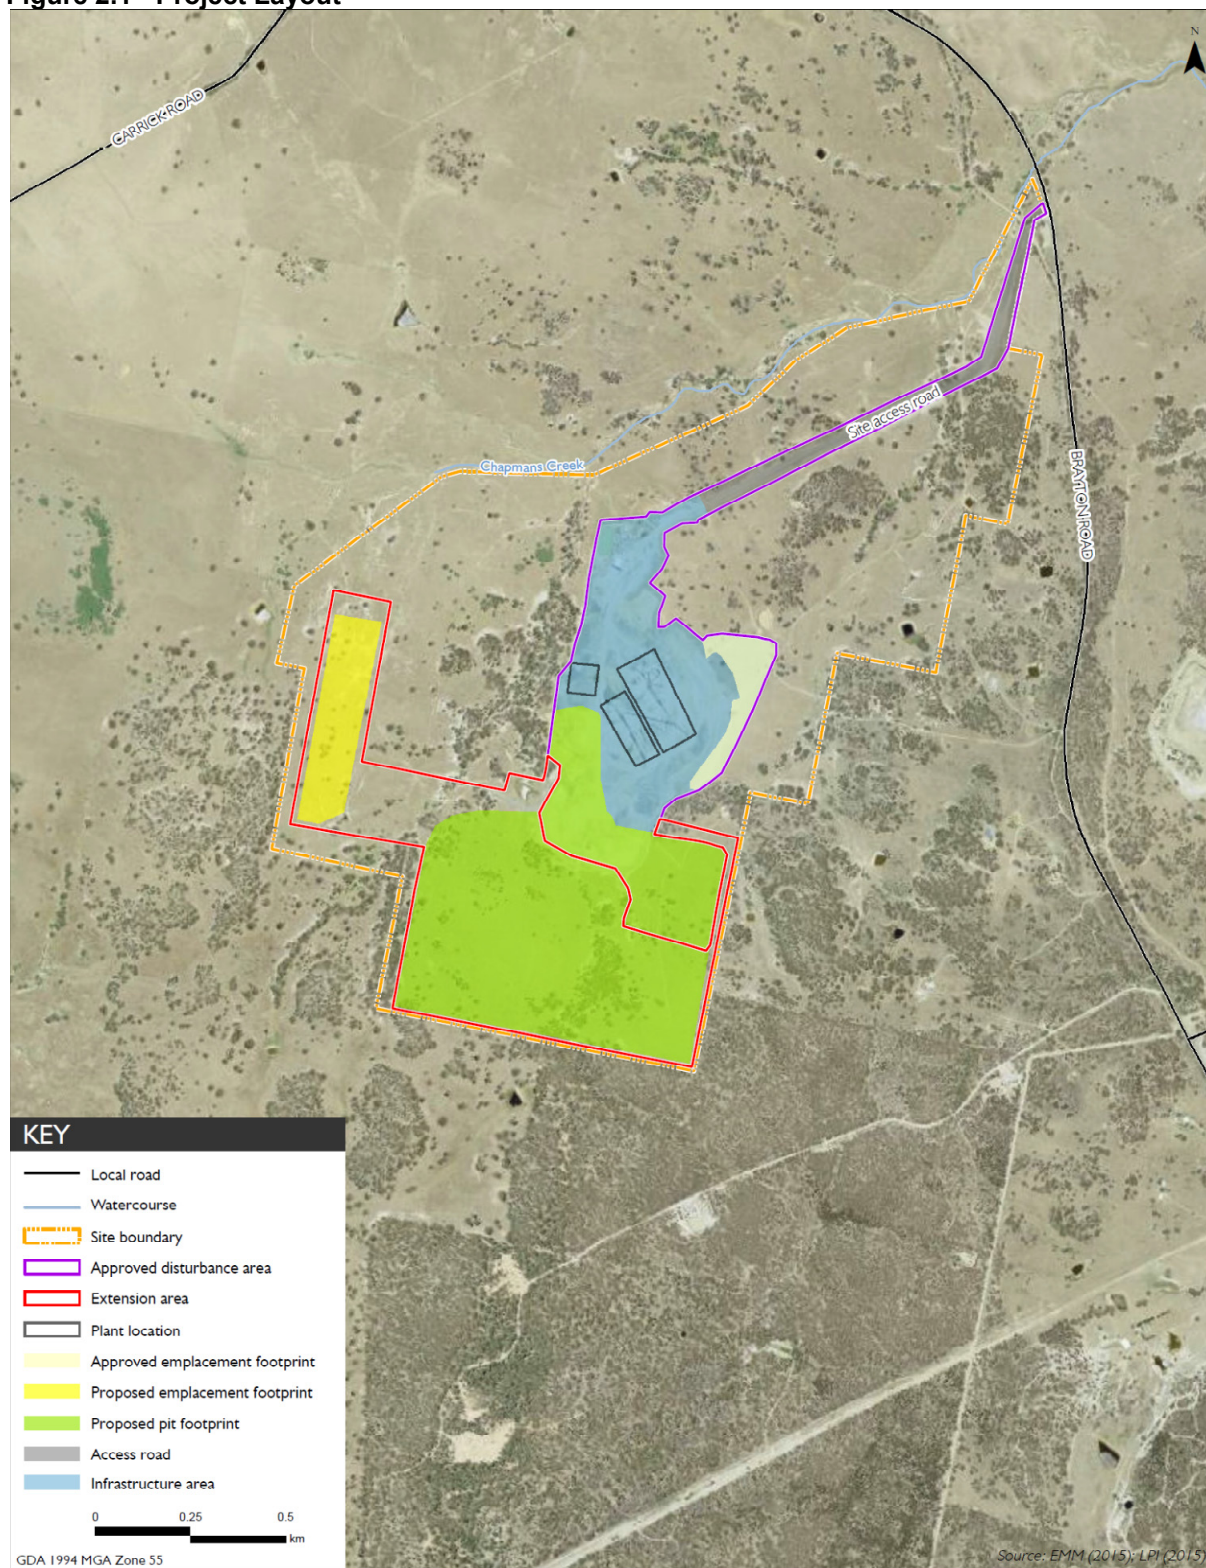 Figure 2.1 Project Layout
N
CARRICK ROAD
Site access road
Chapmans Creek
BRAYTON ROAD
KEY
Local road
Watercourse
Site boundary
Approved disturbance area
Extension area
Plant location
Approved emplacement footprint
Proposed emplacement footprint
Proposed pit footprint
Access road
Infrastructure area
0 0.25 0.5
km
GDA 1994 MGA Zone 55
Source: EMM (2015); LPI (2015)